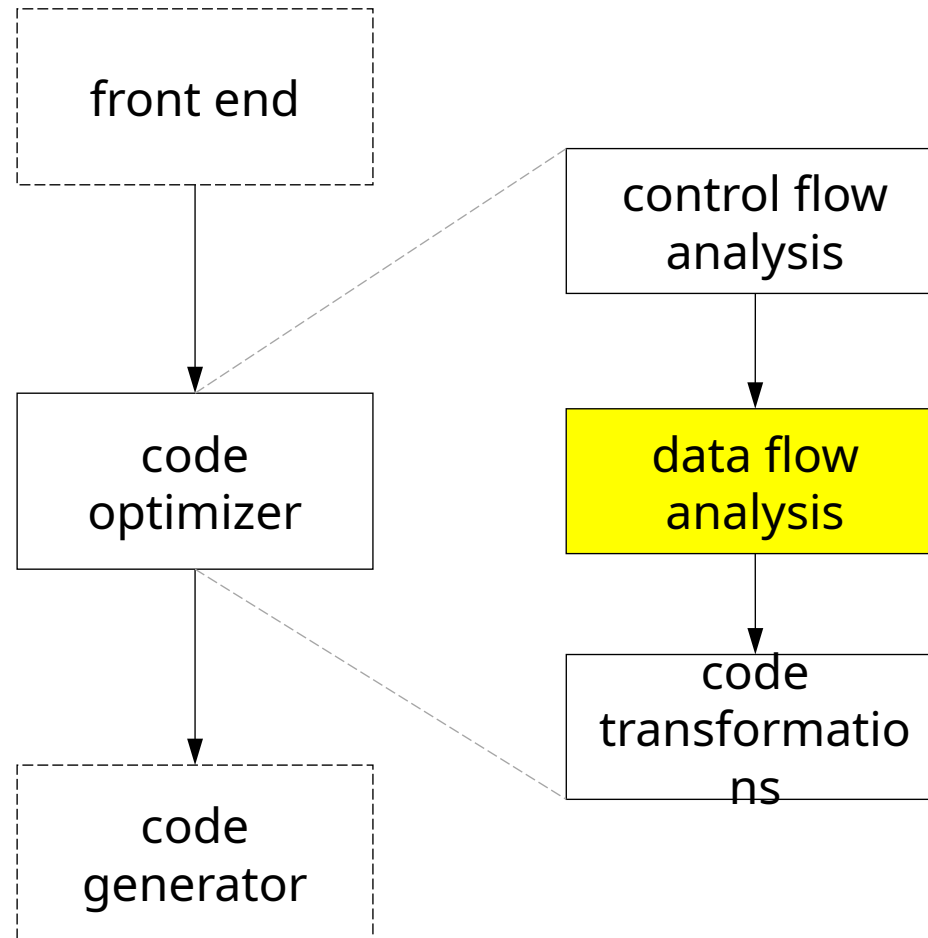 front end
control flow
analysis
code
optimizer
data flow
analysis
code
transformatio
ns
code
generator